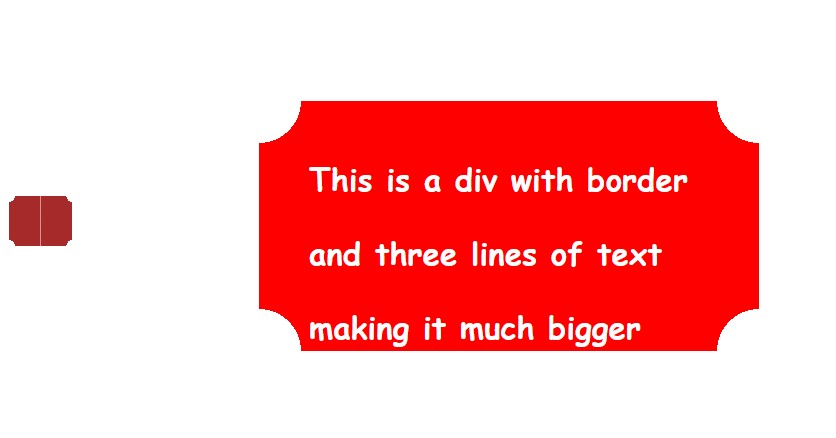 This is a div with border
and three lines of text
making it much bigger